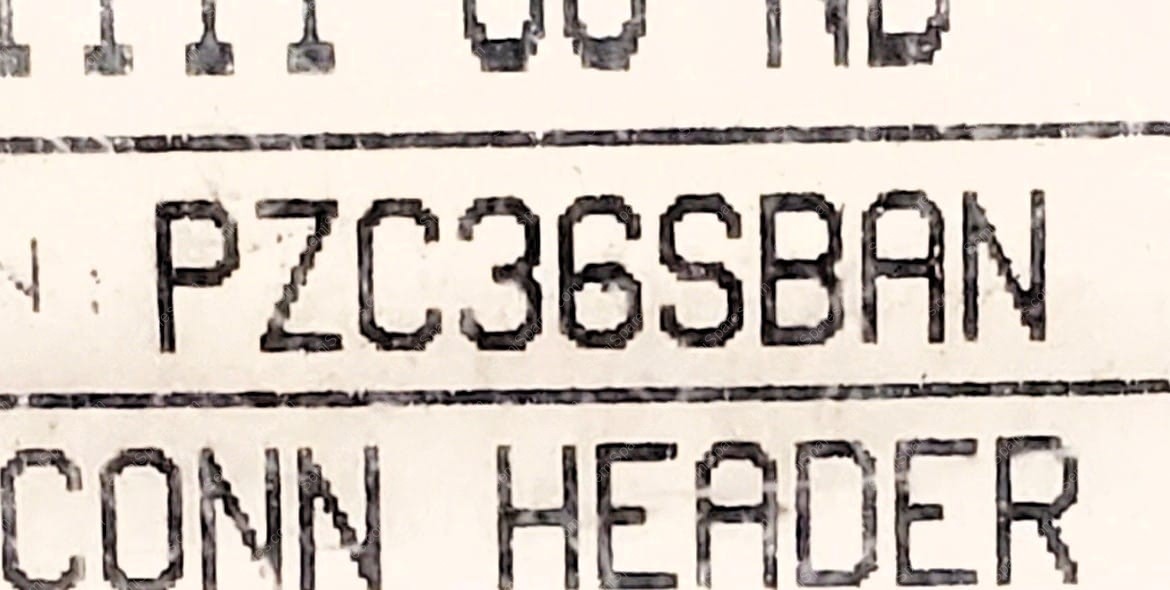 N : PZC36SBAN
CONN HEADER